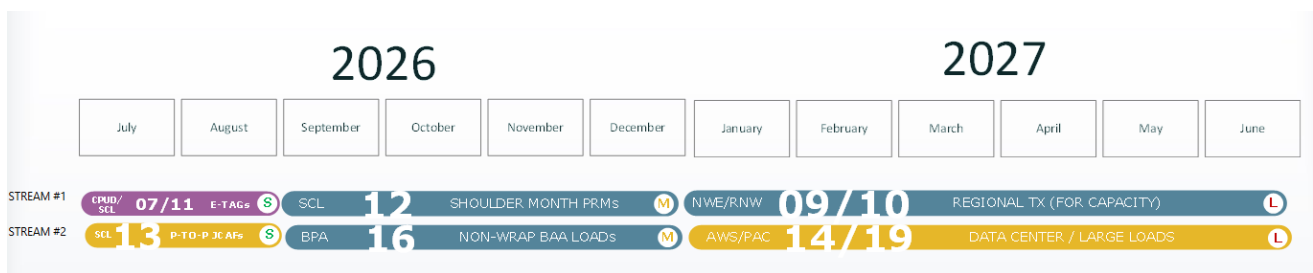 2026 2027
July August September October November December January February March April May June
STREAM #1 CPUD/ SCL 07/11 E-TAGs S SCL 12 SHOULDER MONTH PRMs M NWE/RNW 09/10 REGIONAL TX (FOR CAPACITY) L
STREAM #2 SCL 13 P-TO-P JCAFs S BPA 16 NON-WRAP BAA LOADs M AWS/PAC 14/19 DATA CENTER / LARGE LOADS L